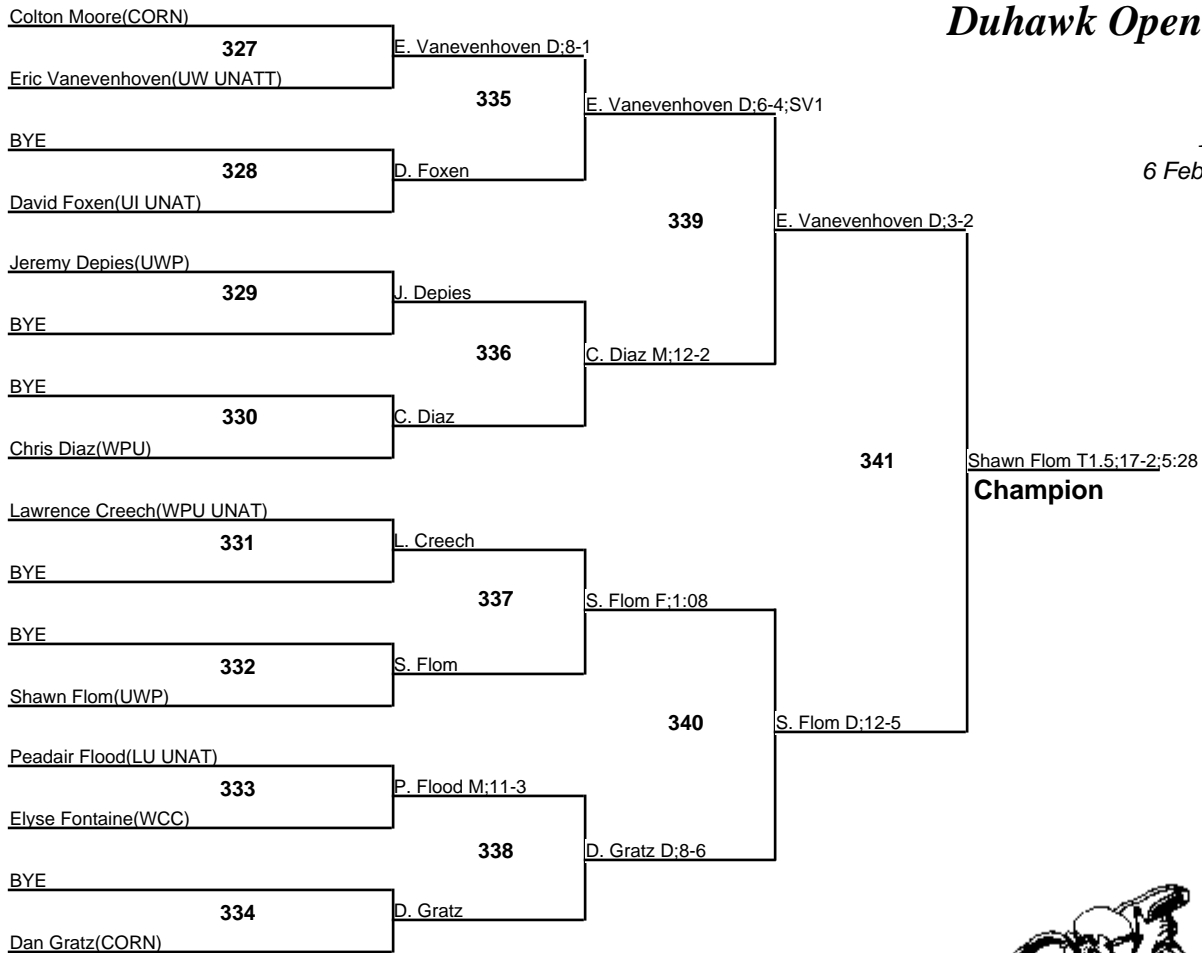 Duhawk Open
6 Feb
Colton Moore(CORN)
327
Eric Vanevenhoven(UW UNATT)
E. Vanevenhoven D;8-1
335
BYE
328
David Foxen(UI UNAT)
D. Foxen
E. Vanevenhoven D;6-4;SV1
339
Jeremy Depies(UWP)
329
BYE
J. Depies
336
BYE
330
Chris Diaz(WPU)
C. Diaz
C. Diaz M;12-2
E. Vanevenhoven D;3-2
341
Lawrence Creech(WPU UNAT)
331
BYE
L. Creech
337
BYE
332
Shawn Flom(UWP)
S. Flom
S. Flom F;1:08
340
Peadair Flood(LU UNAT)
333
Elyse Fontaine(WCC)
P. Flood M;11-3
338
BYE
334
Dan Gratz(CORN)
D. Gratz
D. Gratz D;8-6
S. Flom D;12-5
Shawn Flom T1.5;17-2;5:28
Champion